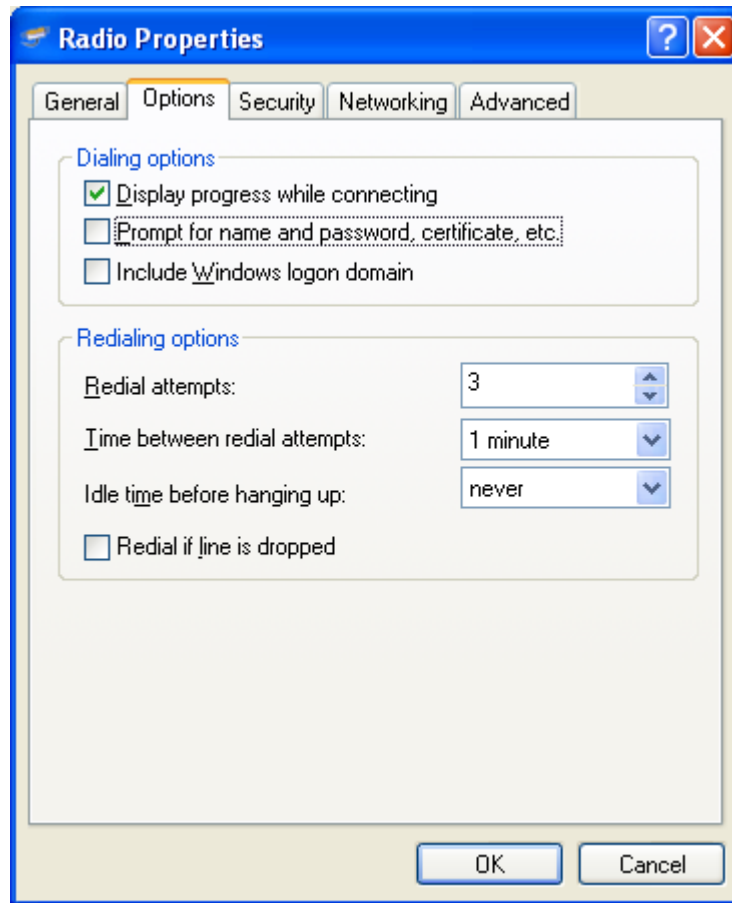 Radio Properties
General Options Security Networking Advanced
Dialing options
Display progress while connecting
Prompt for name and password, certificate, etc.
Include Windows logon domain
Redialing options
Redial attempts: 3
Time between redial attempts: 1 minute
Idle time before hanging up: never
Redial if line is dropped
OK Cancel